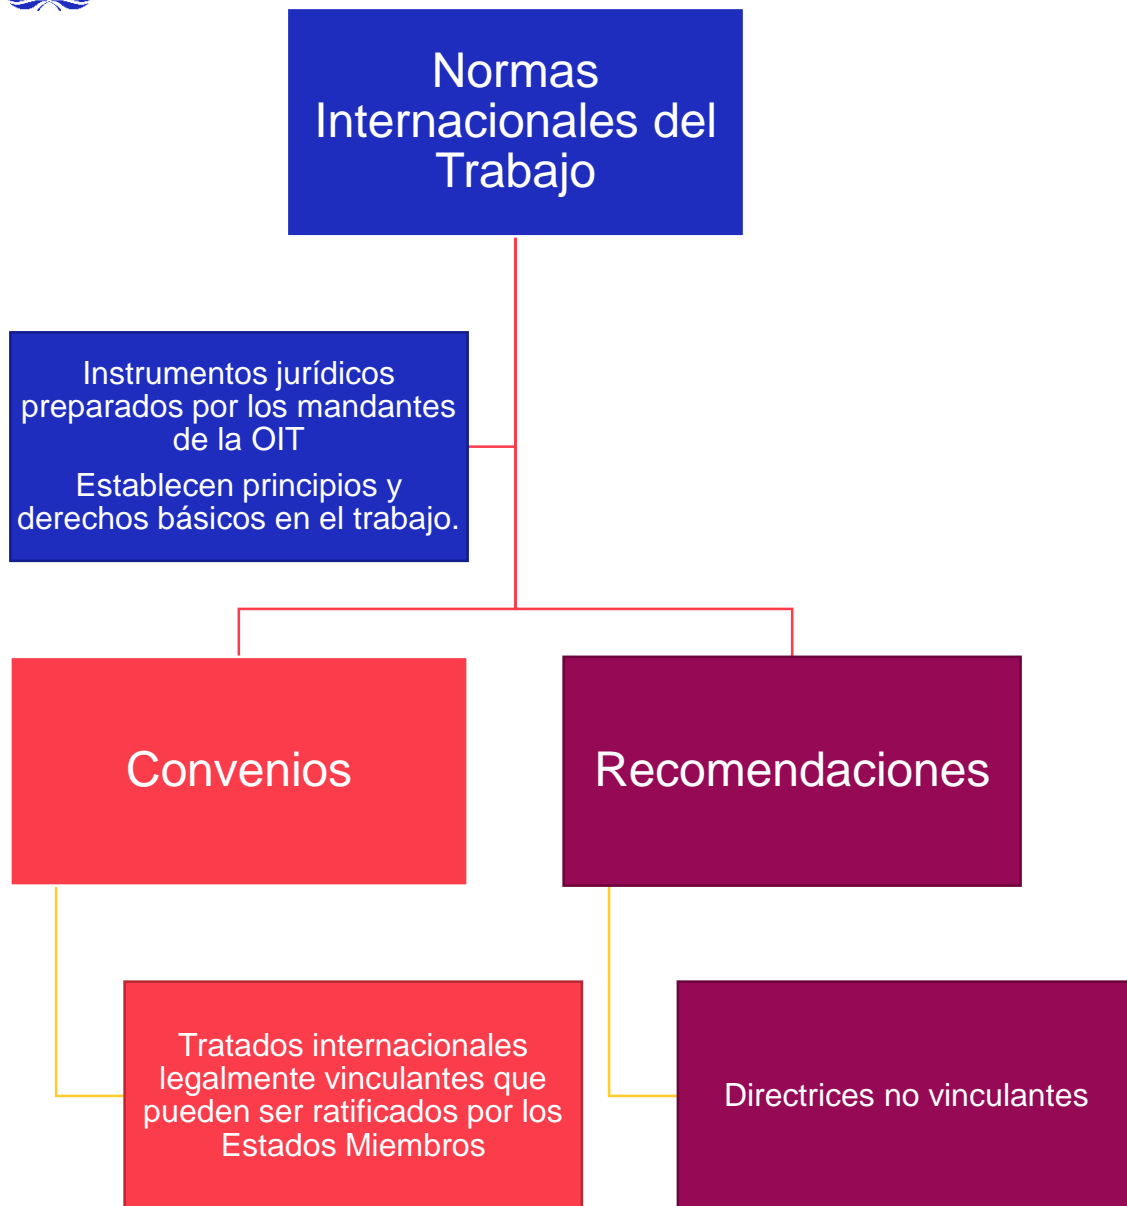 Normas
Internacionales del
Trabajo
Instrumentos jurídicos
preparados por los mandantes
de la OIT
Establecen principios y
derechos básicos en el trabajo.
Convenios
Recomendaciones
Tratados internacionales
legalmente vinculantes que
pueden ser ratificados por los
Estados Miembros
Directrices no vinculantes